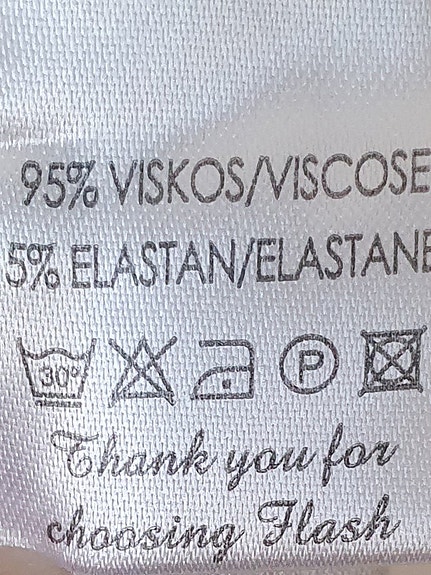 95% VISKOS/VISCOSE
5% ELASTAN/ELASTANE
30° P
Thank you for
choosing Flash